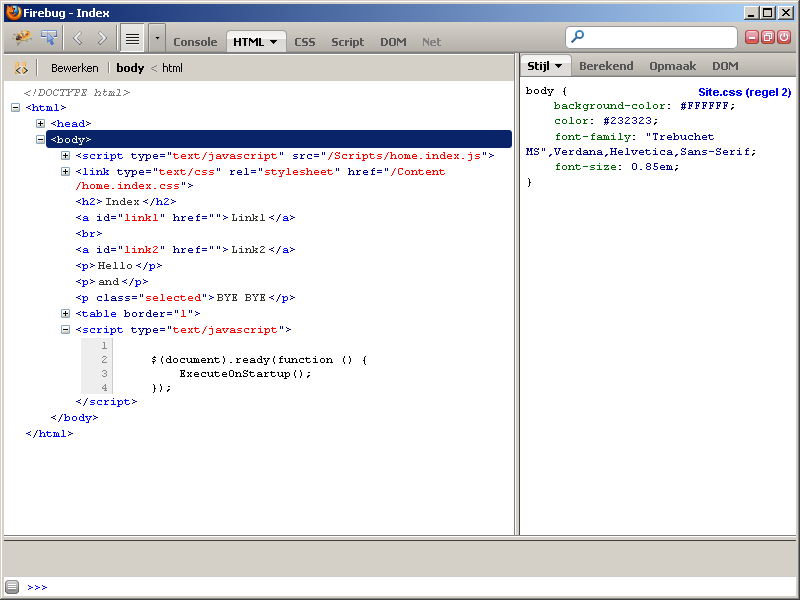 Firebug - Index
Console HTML CSS Script DOM Net
Bewerken body < html
Stijl Berekend Opmaak DOM
<!DOCTYPE html>
<html>
<head>
<body>
<script type="text/javascript" src="/Scripts/home.index.js">
<link type="text/css" rel="stylesheet" href="/Content
/home.index.css">
<h2>Index</h2>
<a id="link1" href="">Link1</a>
<br>
<a id="link2" href="">Link2</a>
<p>Hello</p>
<p>and</p>
<p class="selected">BYE BYE</p>
<table border="1">
<script type="text/javascript">
1
2 $(document).ready(function () {
3 ExecuteOnStartup();
4 });
</script>
</body>
</html>
body { Site.css (regel 2)
background-color: #FFFFFF;
color: #232323;
font-family: "Trebuchet
MS",Verdana,Helvetica,Sans-Serif;
font-size: 0.85em;
}
>>>